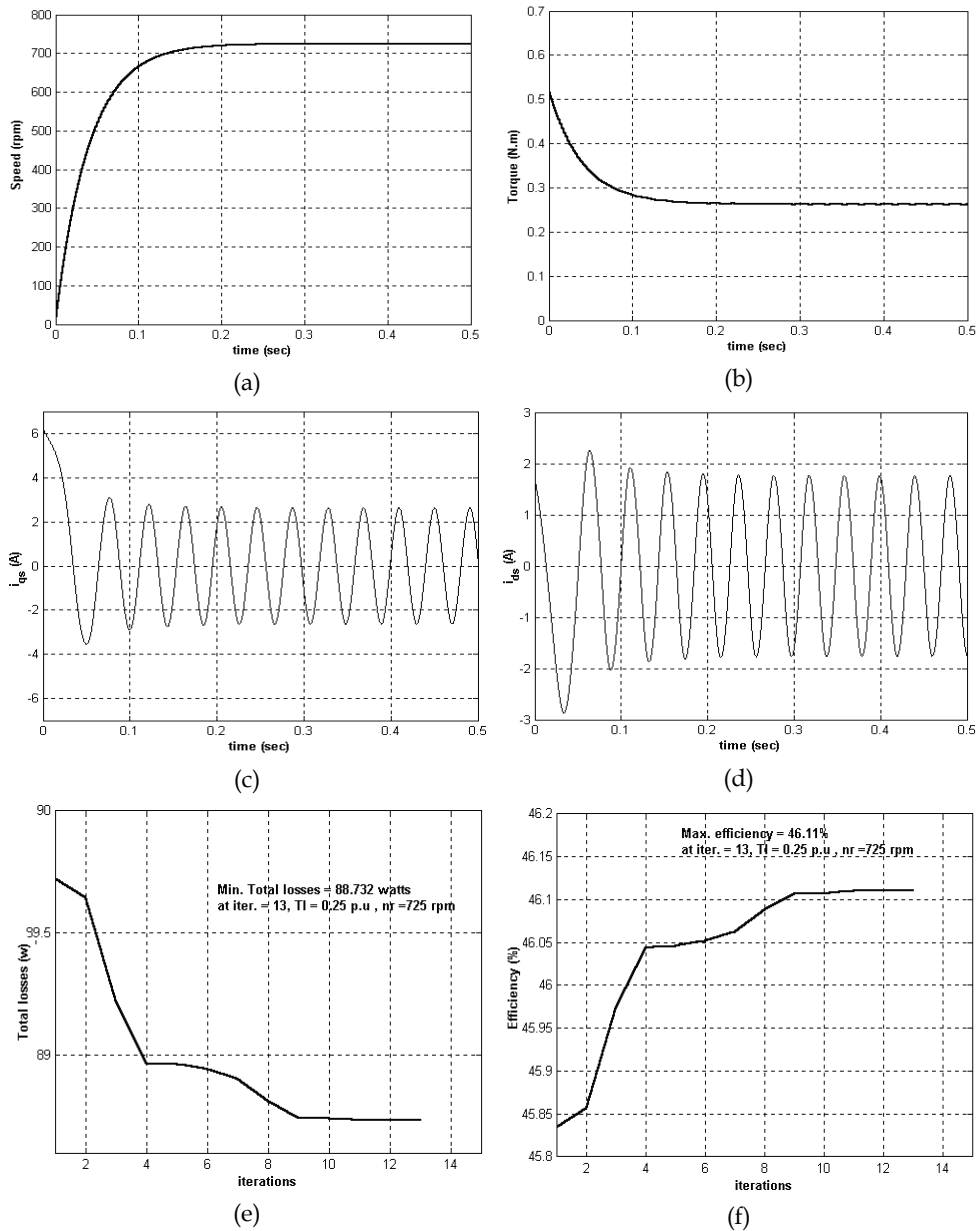 800
700
600
500
400
300
200
100
0
Speed (rpm)
0 0.1 0.2 0.3 0.4 0.5
time (sec)
(a)
0.7
0.6
0.5
0.4
0.3
0.2
0.1
0
Torque (N.m)
0 0.1 0.2 0.3 0.4 0.5
time (sec)
(b)
6
4
2
0
-2
-4
-6
i qs (A)
0 0.1 0.2 0.3 0.4 0.5
time (sec)
(c)
3
2
1
0
-1
-2
-3
i ds (A)
0 0.1 0.2 0.3 0.4 0.5
time (sec)
(d)
90
89.5
89
Total losses (w)
Min. Total losses = 88.732 watts
at iter. = 13, Tl = 0.25 p.u , nr =725 rpm
2 4 6 8 10 12 14
iterations
(e)
46.2
46.15
46.1
46.05
46
45.95
45.9
45.85
45.8
Efficiency (%)
Max. efficiency = 46.11%
at iter. = 13, Tl = 0.25 p.u , nr =725 rpm
2 4 6 8 10 12 14
iterations
(f)